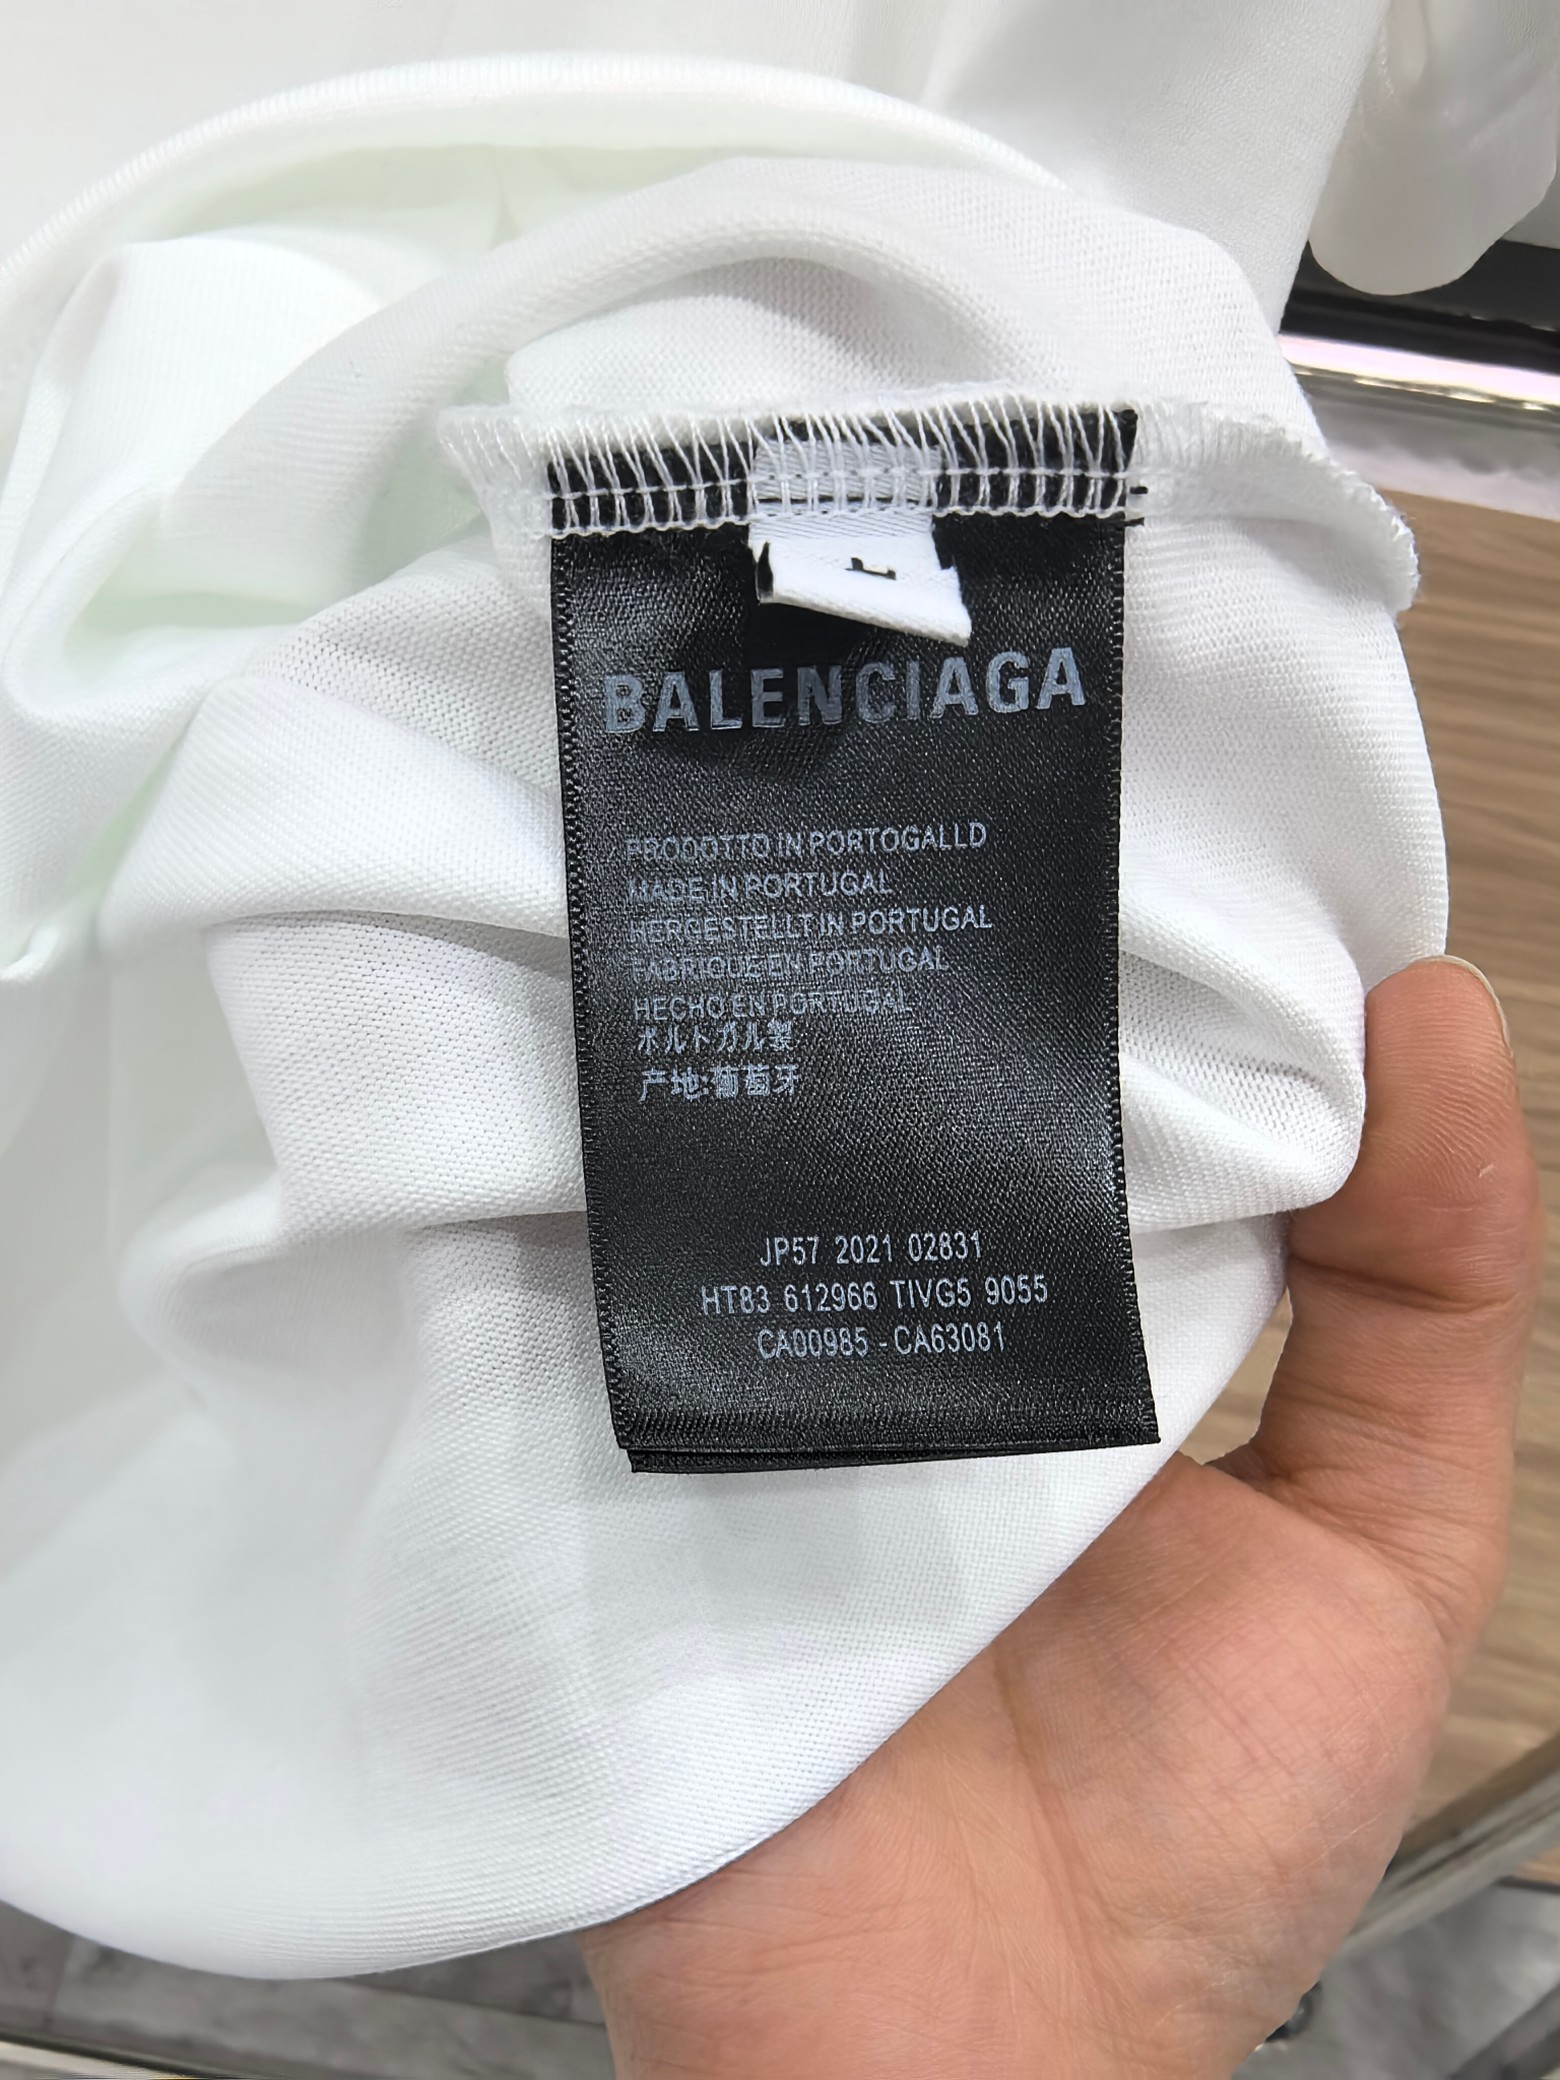 BALENCIAGA
PRODOTTO IN PORTOGALLD
MADE IN PORTUGAL
HERGESTELLT IN PORTUGAL
FABRIQUE EN PORTUGAL
HECHO EN PORTUGAL
ポルトガル製
产地:葡萄牙
JP57 2021 02831
HT83 612966 TIVG5 9055
CA00985 - CA63081